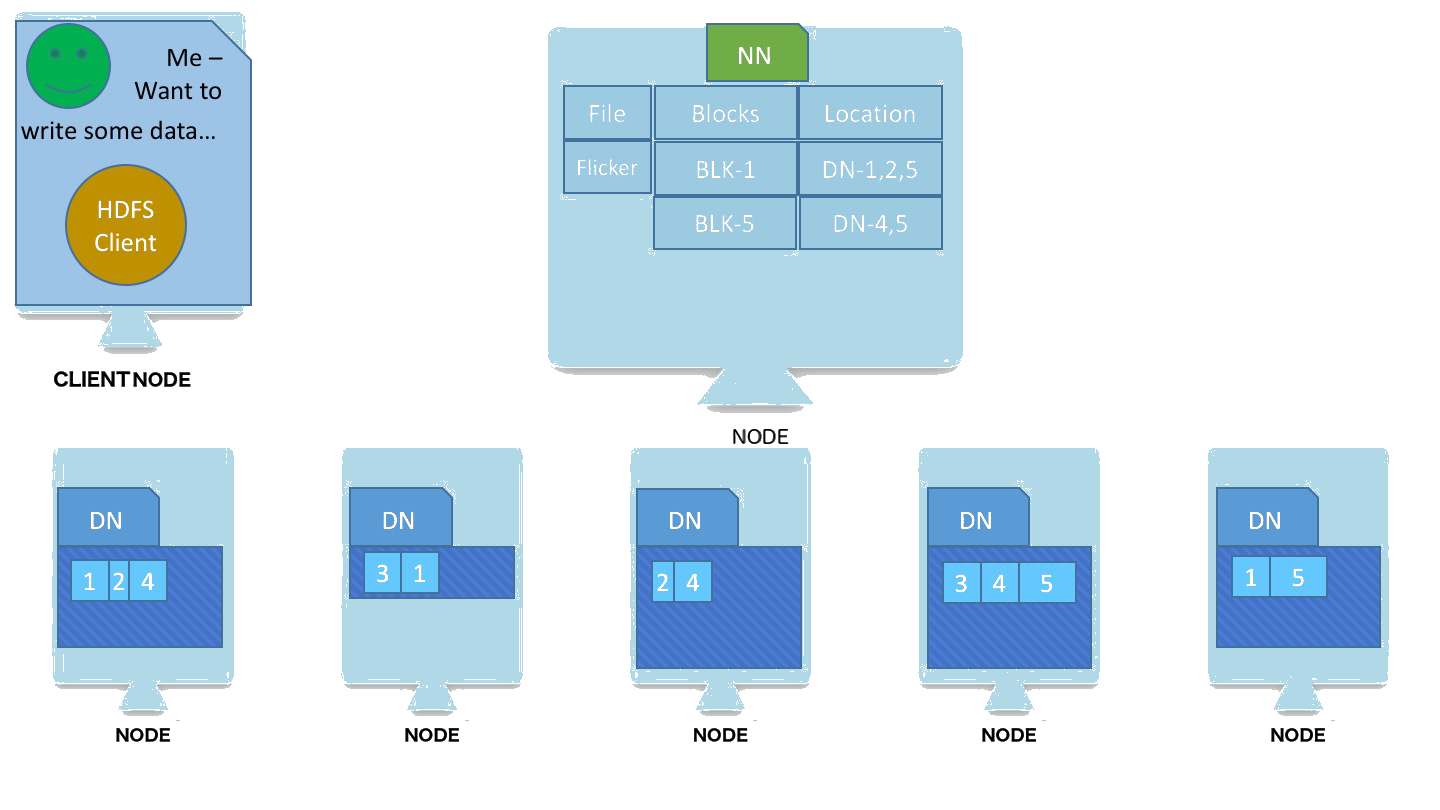 Me –
Want to
write some data...
HDFS
Client
CLIENT NODE
NN
File Blocks Location
Flicker BLK-1 DN-1,2,5
BLK-5 DN-4,5
NODE
DN DN DN DN DN
1 2 4 3 1 2 4 3 4 5 1 5
NODE NODE NODE NODE NODE